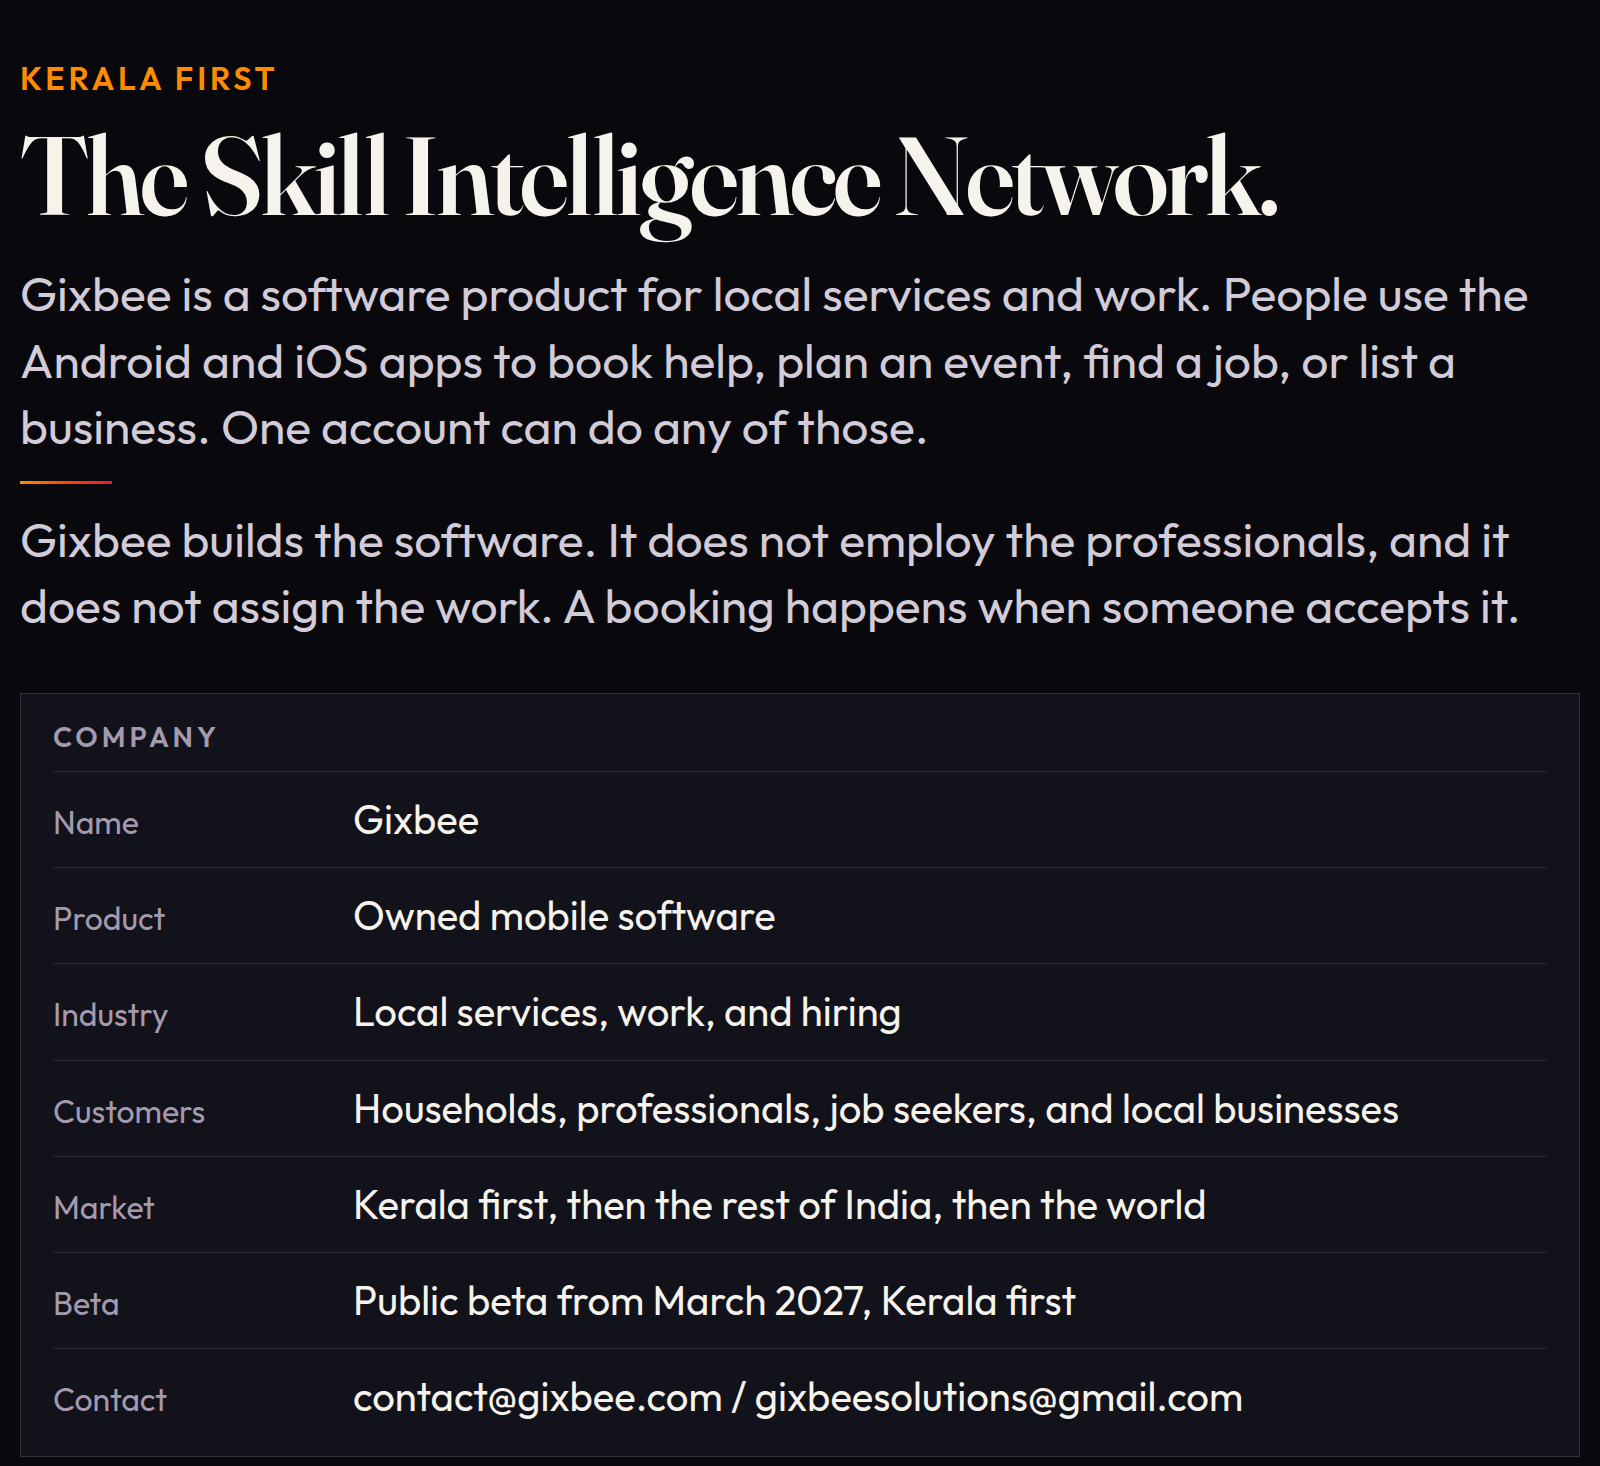 KERALA FIRST
The Skill Intelligence Network.
Gixbee is a software product for local services and work. People use the
Android and iOS apps to book help, plan an event, find a job, or list a
business. One account can do any of those.
Gixbee builds the software. It does not employ the professionals, and it
does not assign the work. A booking happens when someone accepts it.
COMPANY
Name Gixbee
Product Owned mobile software
Industry Local services, work, and hiring
Customers Households, professionals, job seekers, and local businesses
Market Kerala first, then the rest of India, then the world
Beta Public beta from March 2027, Kerala first
Contact contact@gixbee.com / gixbeesolutions@gmail.com